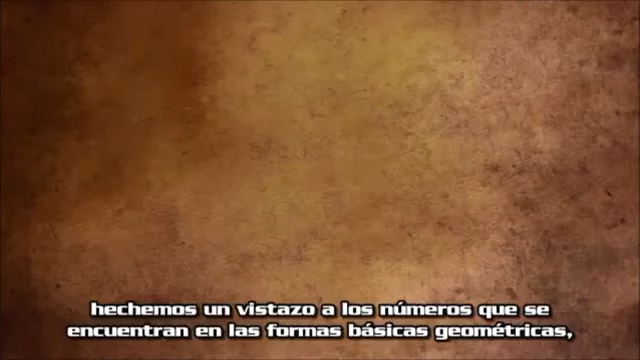 hechemos un vistazo a los números que se
encuentran en las formas básicas geométricas,